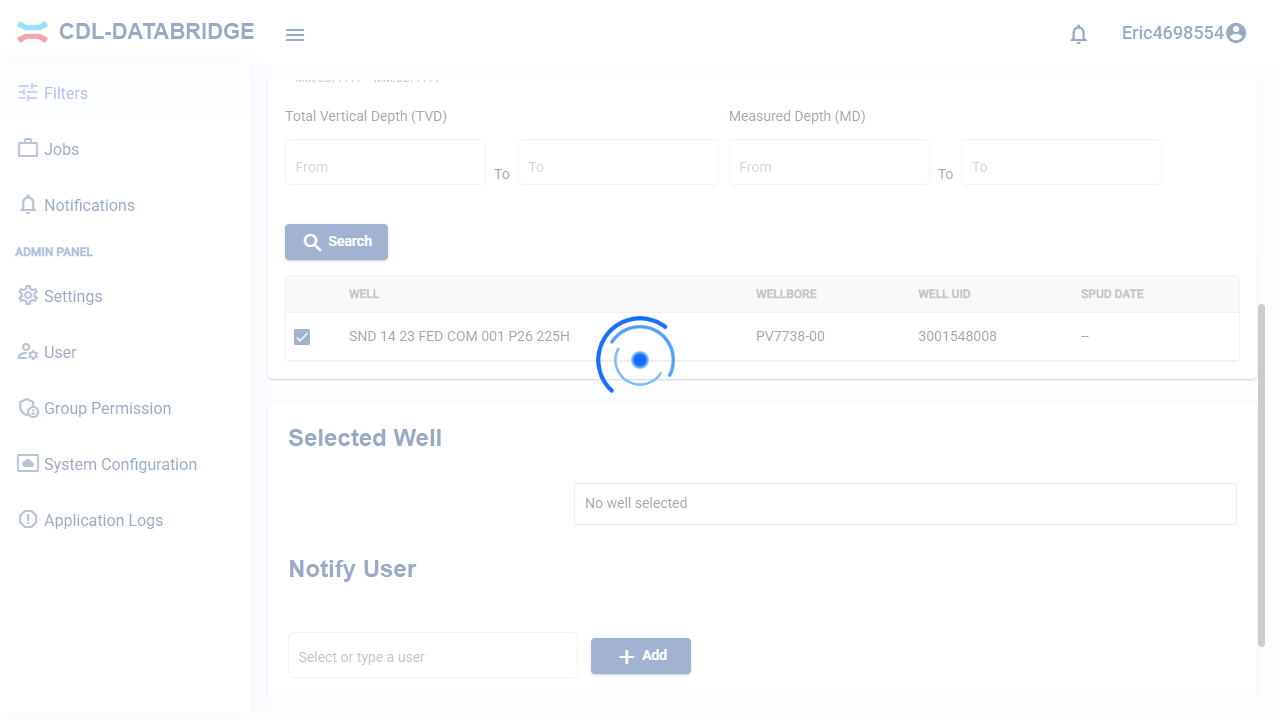 CDL-DATABRIDGE
Eric4698554
Filters
Jobs
Notifications
ADMIN PANEL
Settings
User
Group Permission
System Configuration
Application Logs
Total Vertical Depth (TVD)
Measured Depth (MD)
From
To
To
From
To
To
Search
WELL WELLBORE WELL UID SPUD DATE
SND 14 23 FED COM 001 P26 225H PV7738-00 3001548008 --
Selected Well
No well selected
Notify User
Select or type a user
Add